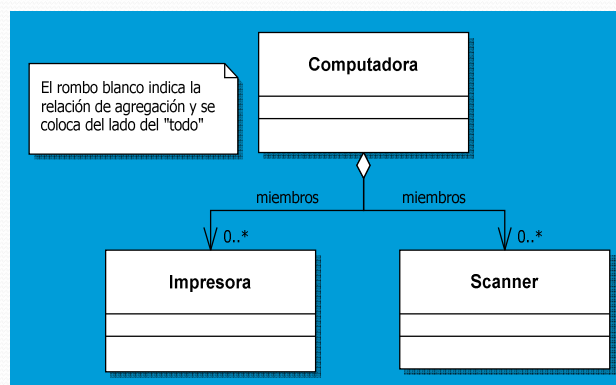 Computadora
El rombo blanco indica la
relación de agregación y se
coloca del lado del "todo"
miembros
miembros
0..*
0..*
Impresora
Scanner